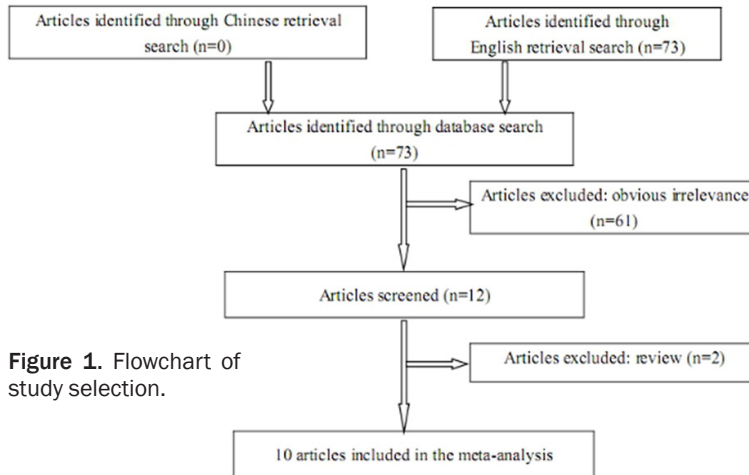 Articles identified through Chinese retrieval
search (n=0)
Articles identified through
English retrieval search (n=73)
Articles identified through database search
(n=73)
Articles excluded: obvious irrelevance
(n=61)
Articles screened (n=12)
Articles excluded: review (n=2)
10 articles included in the meta-analysis
Figure 1. Flowchart of
study selection.